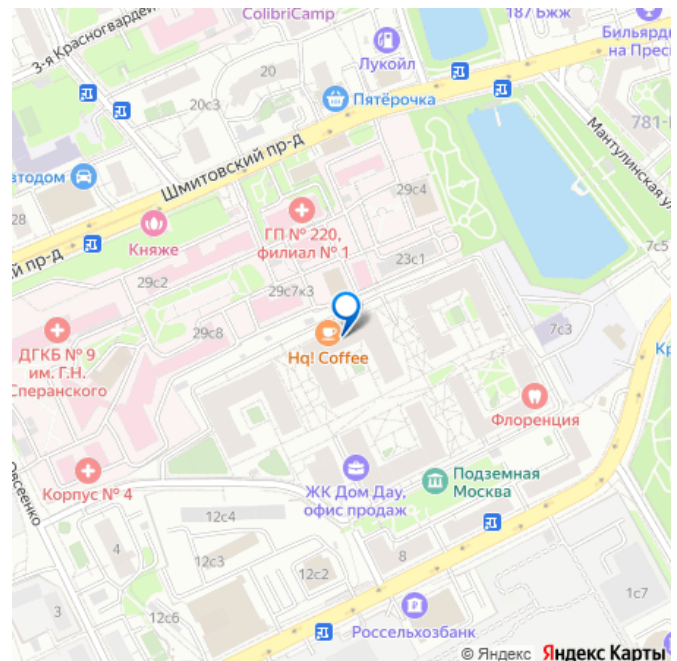 3-я Красногвардей
ColibriCamp
187 Бжж
Бильярд
на Прес
Лукойл
20
20с3
Пятёрочка
781-
Шмитовский пр-д
Мантулинская ул
втодом
28
29с4
Княже
ГП № 220,
филиал № 1
7с5
й пр-д
23с1
29с2
29с7к3
29с8
7с3
Кр
ДГКБ № 9
им. Г.Н.
Сперанского
Hq! Coffee
Флоренция
Корпус № 4
ЖК Дом Дау,
офис продаж
Подземная
Москва
Овсеенко
12с4
4
12с3
12с2
8
1с7
3
12с6
Россельхозбанк
© Яндекс Яндекс Карты